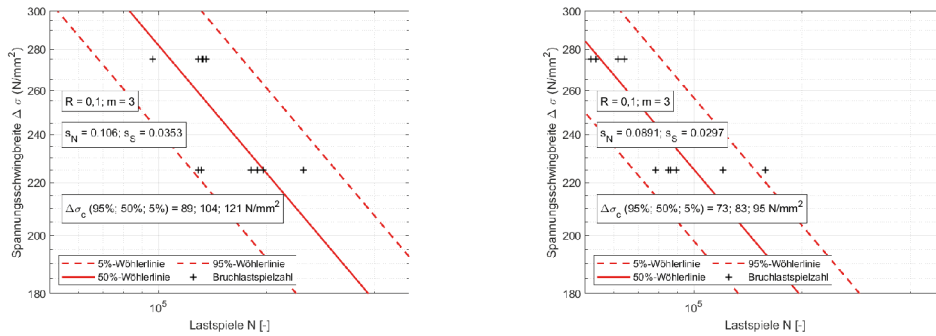 Spannungsschwingbreite Δ σ (N/mm²)
300
280
260
240
220
200
180
R = 0,1; m = 3
s_N = 0.106; s_S = 0.0353
Δσ_c (95%; 50%; 5%) = 89; 104; 121 N/mm²
5%-Wöhlerlinie
95%-Wöhlerlinie
50%-Wöhlerlinie
Bruchlastspielzahl
10⁵
Lastspiele N [-]
Spannungsschwingbreite Δ σ (N/mm²)
300
280
260
240
220
200
180
R = 0,1; m = 3
s_N = 0.0891; s_S = 0.0297
Δσ_c (95%; 50%; 5%) = 73; 83; 95 N/mm²
5%-Wöhlerlinie
95%-Wöhlerlinie
50%-Wöhlerlinie
Bruchlastspielzahl
10⁵
Lastspiele N [-]